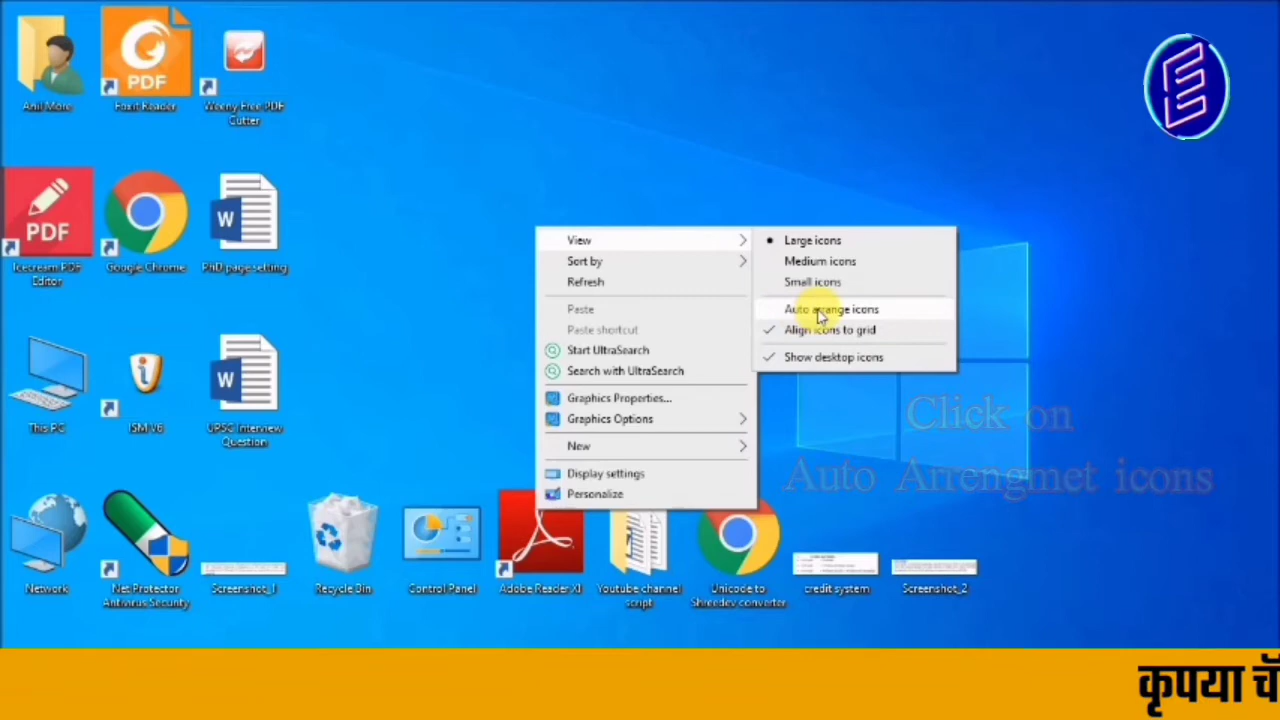 Anil More
Foxit Reader
Weeny Free PDF
Cutter
PDF
PDF
Icecream PDF
Editor
Google Chrome
PhD page setting
W
View
Sort by
Refresh
Paste
Paste shortcut
Start UltraSearch
Search with UltraSearch
Graphics Properties...
Graphics Options
New
Display settings
Personalize
Large icons
Medium icons
Small icons
Auto arrange icons
Align icons to grid
Show desktop icons
Click on
Auto Arrengmet icons
This PC
ISM V6
W
UPSC Interview
Question
Network
Net Protector
Antivirus Security
Screenshot_1
Recycle Bin
Control Panel
Adobe Reader XI
Youtube channel
script
Unicode to
Shreedev converter
credit system
Screenshot_2
कृपया